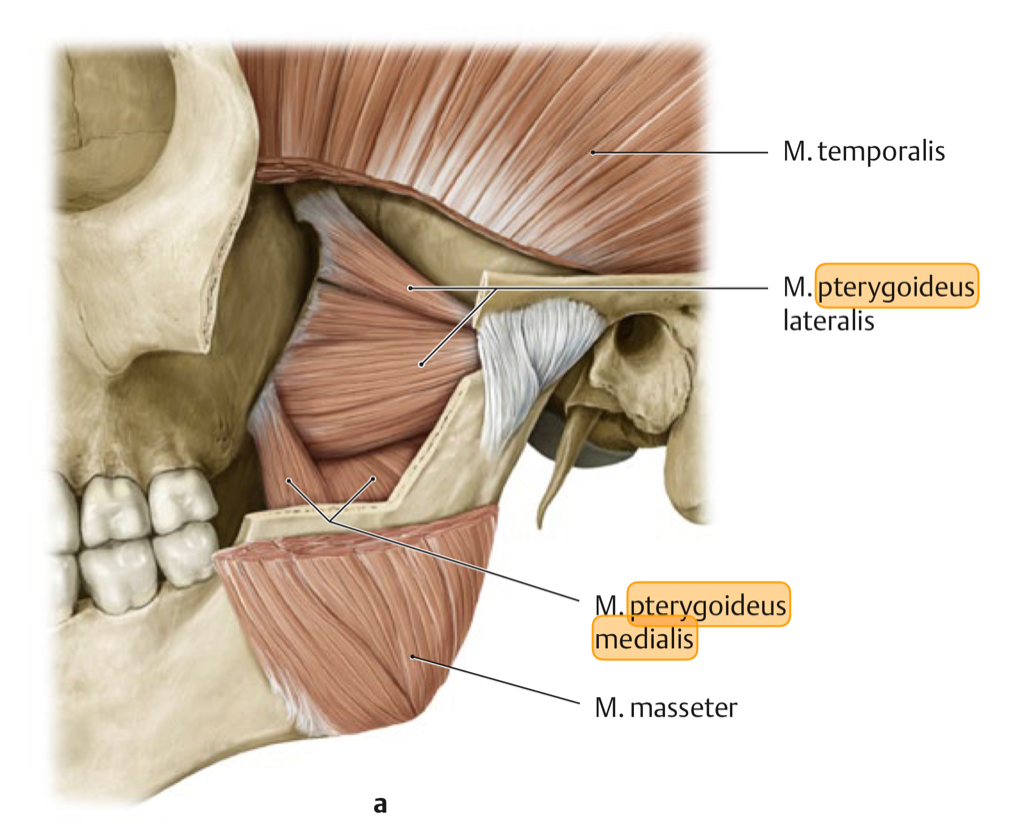 M. temporalis
M. pterygoideus
lateralis
M. pterygoideus
medialis
M. masseter
a